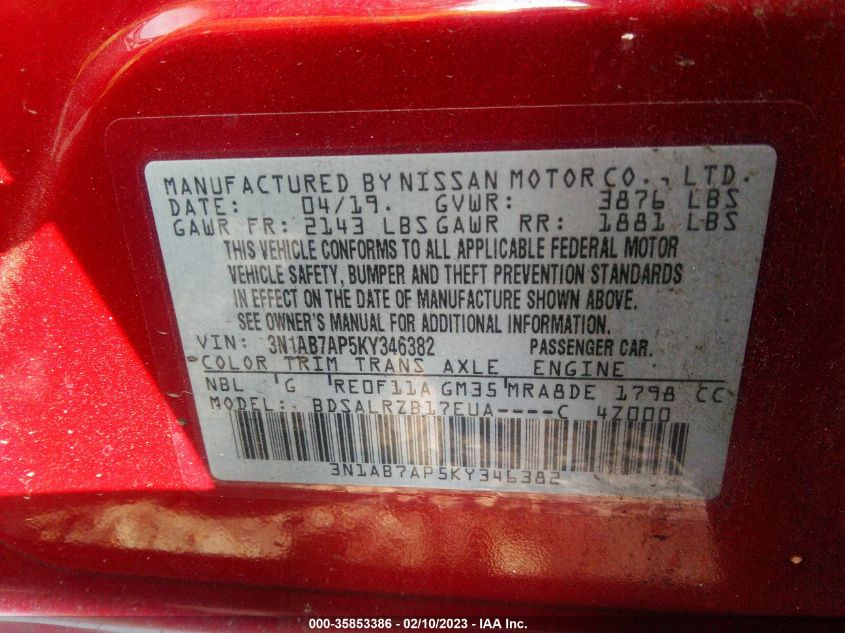 MANUFACTURED BY NISSAN MOTOR CO., LTD.
DATE: 04/19. GVWR: 3876 LBS
GAWR FR: 2143 LBS GAWR RR: 1881 LBS
THIS VEHICLE CONFORMS TO ALL APPLICABLE FEDERAL MOTOR
VEHICLE SAFETY, BUMPER AND THEFT PREVENTION STANDARDS
IN EFFECT ON THE DATE OF MANUFACTURE SHOWN ABOVE.
SEE OWNER'S MANUAL FOR ADDITIONAL INFORMATION.
VIN: 3N1AB7AP5KY346382 PASSENGER CAR.
COLOR TRIM TRANS AXLE ENGINE
NBL G RE0F11A GM35 MRA8DE 1798 CC
MODEL: BDSALRZB17EUA----C 4Z000
3N1AB7AP5KY346382
000-35853386 - 02/10/2023 - IAA Inc.